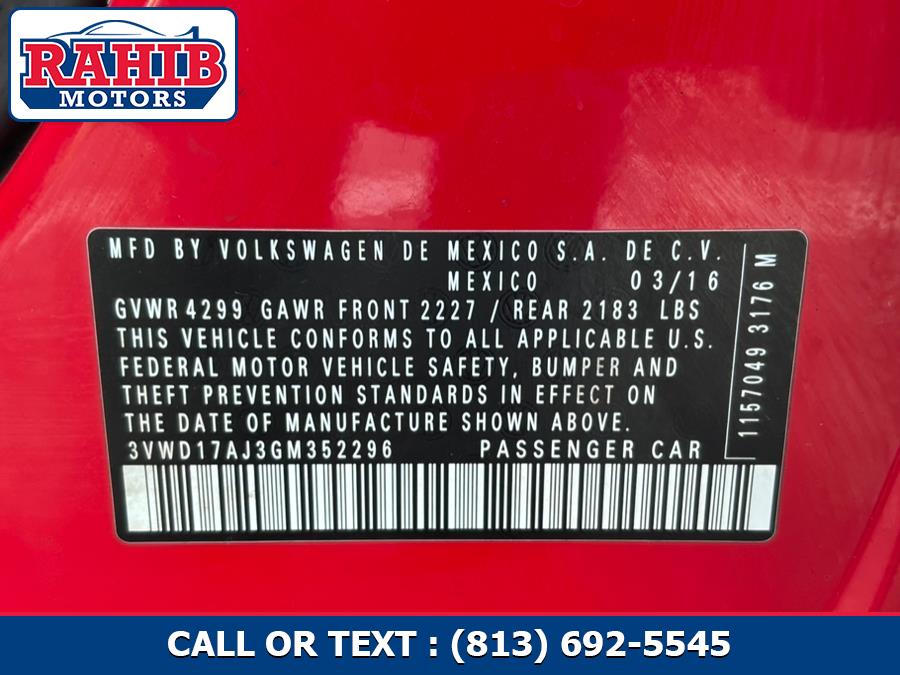 RAHIB
MOTORS
MFD BY VOLKSWAGEN DE MEXICO S.A. DE C.V.
MEXICO 03/16
GVWR 4299 GAWR FRONT 2227 / REAR 2183 LBS
THIS VEHICLE CONFORMS TO ALL APPLICABLE U.S.
FEDERAL MOTOR VEHICLE SAFETY, BUMPER AND
THEFT PREVENTION STANDARDS IN EFFECT ON
THE DATE OF MANUFACTURE SHOWN ABOVE.
3VWD17AJ3GM352296 PASSENGER CAR
1157049 3176 M
CALL OR TEXT : (813) 692-5545